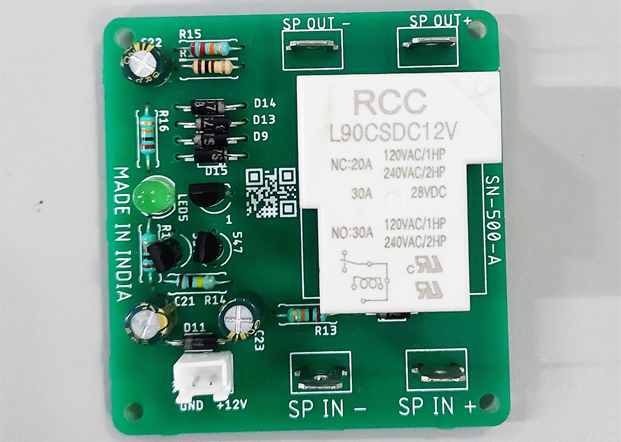 SP OUT -
SP OUT+
R15
C22
D14
D13
D9
D15
R16
LED5
1
547
MADE IN INDIA
C21
R14
D11
C23
R13
GND
+12V
SP IN -
SP IN +
SN-500-A
RCC
L90CSDC12V
NC:20A 120VAC/1HP
240VAC/2HP
30A 28VDC
NO:30A 120VAC/1HP
240VAC/2HP